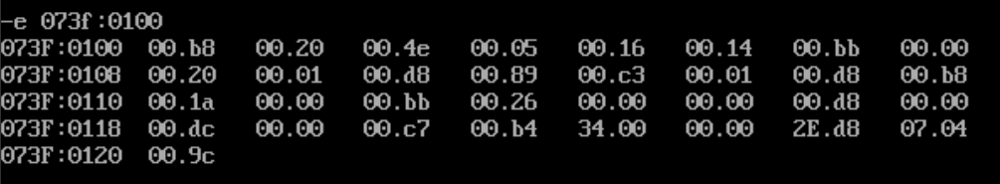 -e 073f:0100
073F:0100  00.b8   00.20   00.4e   00.05   00.16   00.14   00.bb   00.00
073F:0108  00.20   00.01   00.d8   00.89   00.c3   00.01   00.d8   00.b8
073F:0110  00.1a   00.00   00.bb   00.26   00.00   00.00   00.d8   00.00
073F:0118  00.dc   00.00   00.c7   00.b4   34.00   00.00   2E.d8   07.04
073F:0120  00.9c